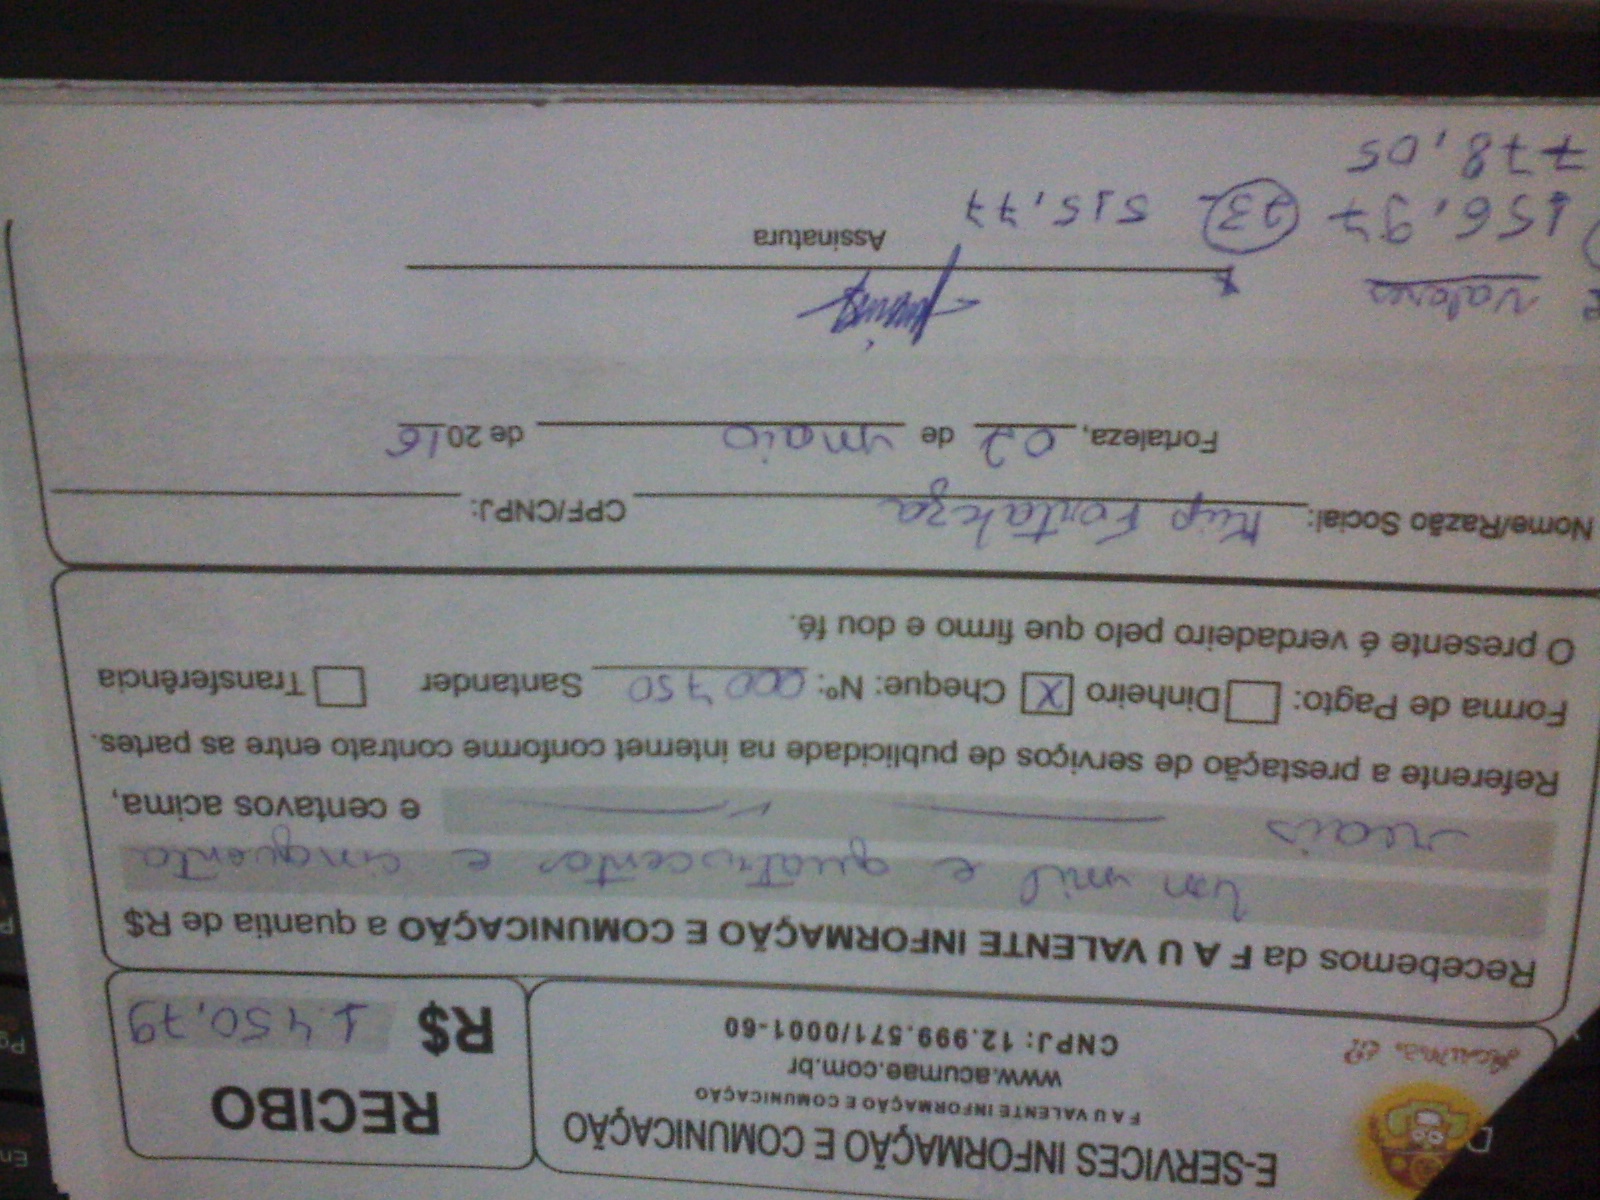 E-SERVICES INFORMAÇÃO E COMUNICAÇÃO
F A U VALENTE INFORMAÇÃO E COMUNICAÇÃO
www.acumae.com.br
CNPJ: 12.999.571/0001-60
RECIBO
R$ 1.450,79
Recebemos da F A U VALENTE INFORMAÇÃO E COMUNICAÇÃO a quantia de R$
um mil e quatrocentos e cinquenta
reais e centavos acima,
Referente a prestação de serviços de publicidade na internet conforme contrato entre as partes.
Forma de Pagto: Dinheiro X Cheque: Nº: 000750 Santander Transferência
O presente é verdadeiro pelo que firmo e dou fé.
Nome/Razão Social: Fortaleza CPF/CNPJ:
Fortaleza, 02 de maio de 2016
valores
Assinatura
156,97 515,77
778,05